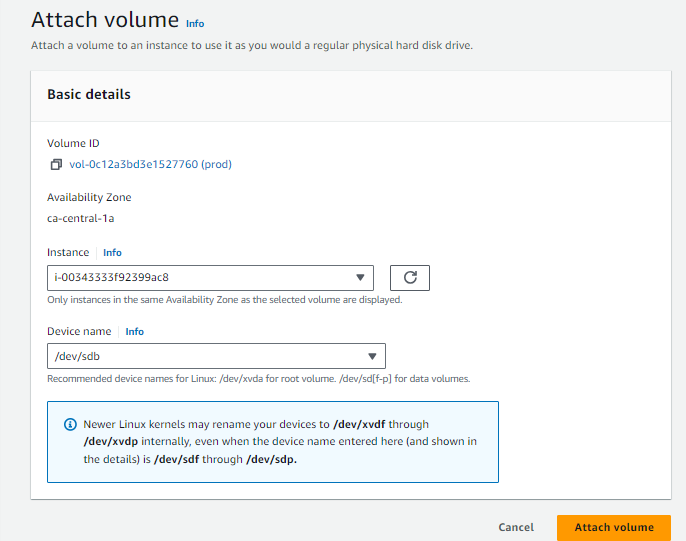 Attach volume Info
Attach a volume to an instance to use it as you would a regular physical hard disk drive.
Basic details
Volume ID
vol-0c12a3bd3e1527760 (prod)
Availability Zone
ca-central-1a
Instance Info
i-00343333f92399ac8
Only instances in the same Availability Zone as the selected volume are displayed.
Device name Info
/dev/sdb
Recommended device names for Linux: /dev/xvda for root volume. /dev/sd[f-p] for data volumes.
Newer Linux kernels may rename your devices to /dev/xvdf through
/dev/xvdp internally, even when the device name entered here (and shown in
the details) is /dev/sdf through /dev/sdp.
Cancel Attach volume